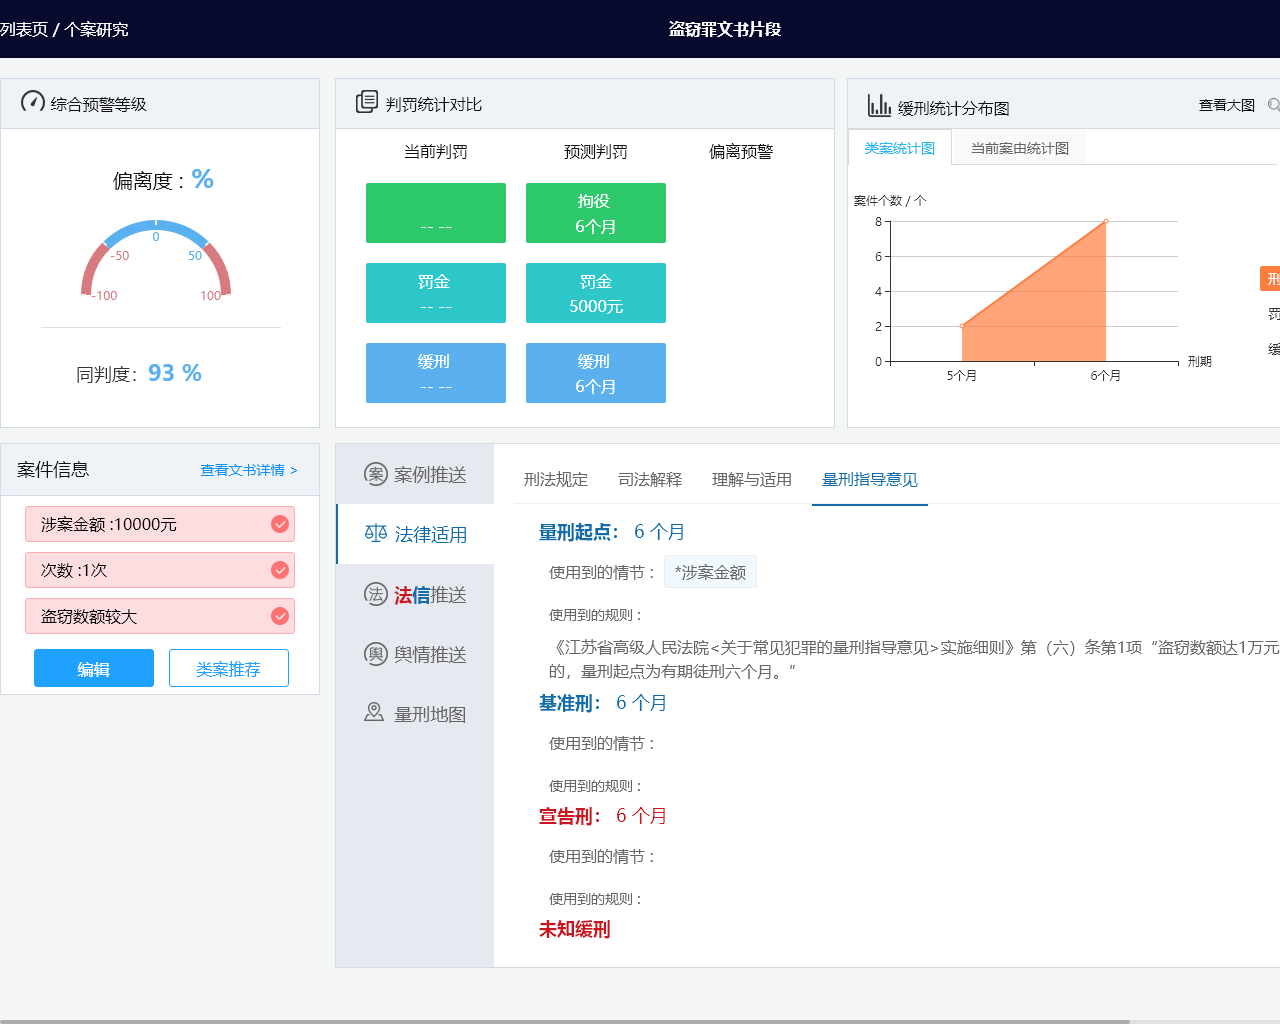 列表页 / 个案研究
盗窃罪文书片段
综合预警等级
偏离度 : %
0
-50
50
-100
100
同判度: 93 %
判罚统计对比
当前判罚
预测判罚
偏离预警
-- --
拘役
6个月
罚金
-- --
罚金
5000元
缓刑
-- --
缓刑
6个月
缓刑统计分布图
查看大图
类案统计图
当前案由统计图
案件个数 / 个
8
6
4
2
0
5个月
6个月
刑期
刑
罚
缓
案件信息
查看文书详情 >
涉案金额 :10000元
次数 :1次
盗窃数额较大
编辑
类案推荐
案 案例推送
法律适用
法 法信推送
舆 舆情推送
量刑地图
刑法规定
司法解释
理解与适用
量刑指导意见
量刑起点： 6 个月
使用到的情节： *涉案金额
使用到的规则：
《江苏省高级人民法院<关于常见犯罪的量刑指导意见>实施细则》第（六）条第1项“盗窃数额达1万元
的，量刑起点为有期徒刑六个月。”
基准刑： 6 个月
使用到的情节：
使用到的规则：
宣告刑： 6 个月
使用到的情节：
使用到的规则：
未知缓刑